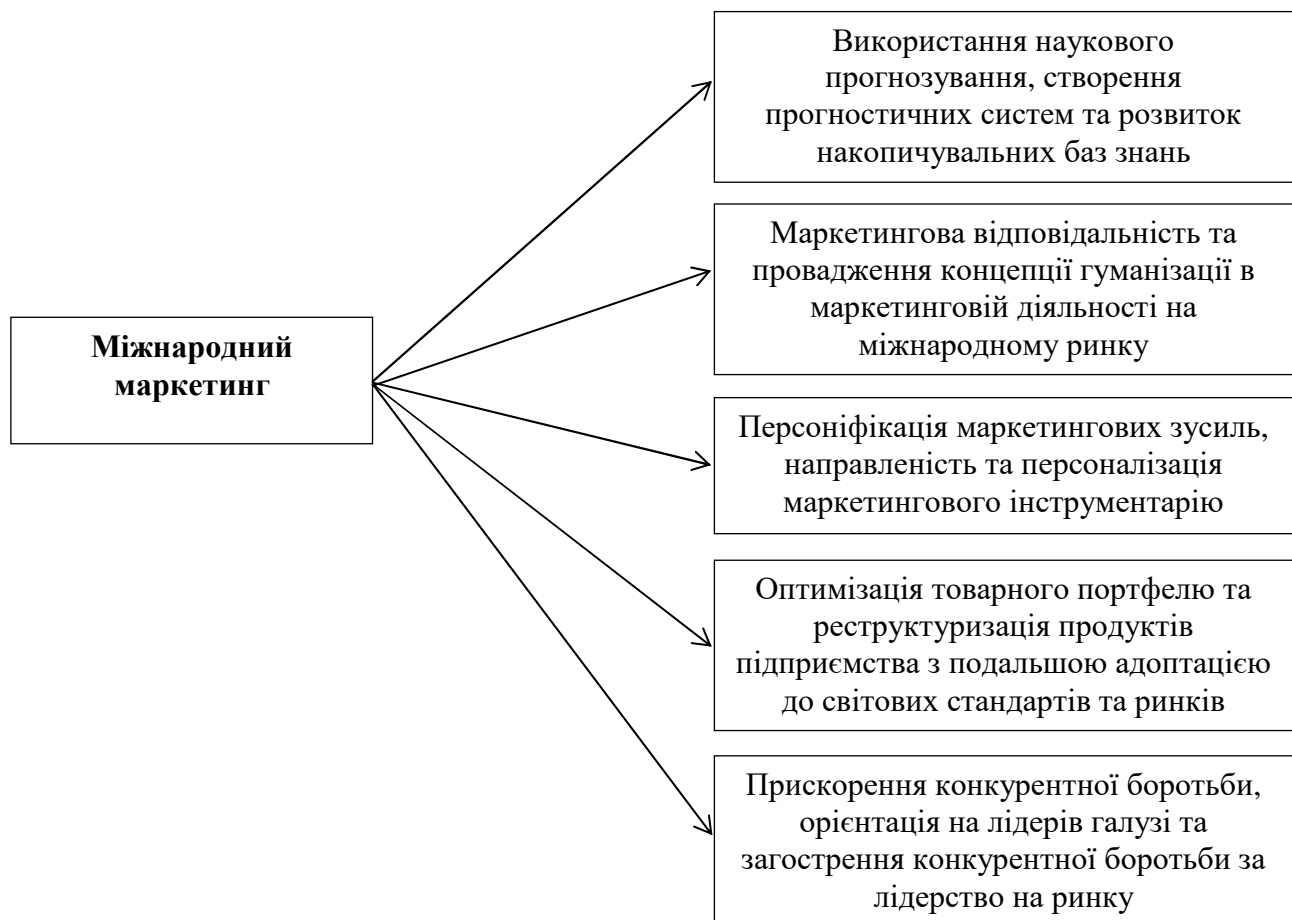 Міжнародний
маркетинг
Використання наукового
прогнозування, створення
прогностичних систем та розвиток
накопичувальних баз знань
Маркетингова відповідальність та
провадження концепції гуманізації в
маркетинговій діяльності на
міжнародному ринку
Персоніфікація маркетингових зусиль,
направленість та персоналізація
маркетингового інструментарію
Оптимізація товарного портфелю та
реструктуризація продуктів
підприємства з подальшою адоптацією
до світових стандартів та ринків
Прискорення конкурентної боротьби,
орієнтація на лідерів галузі та
загострення конкурентної боротьби за
лідерство на ринку